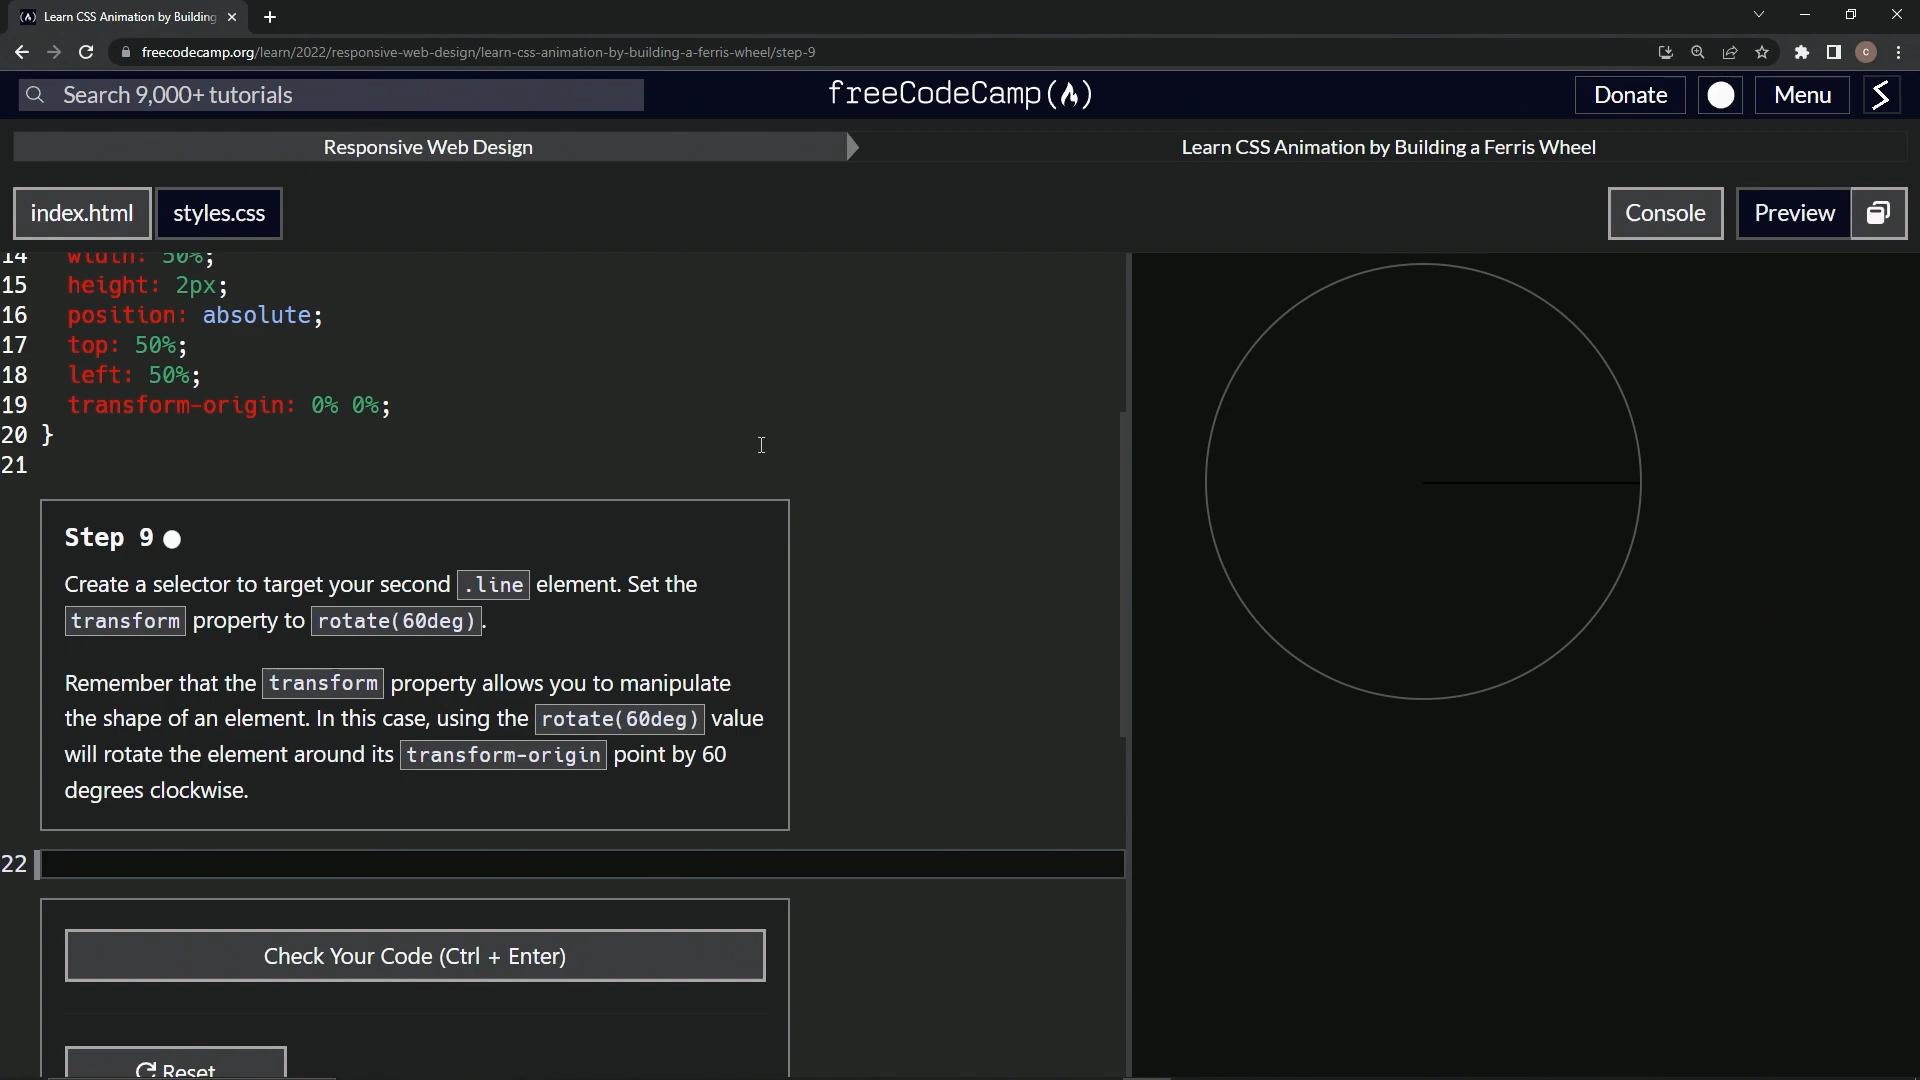 Learn CSS Animation by Building
freecodecamp.org/learn/2022/responsive-web-design/learn-css-animation-by-building-a-ferris-wheel/step-9
c
Search 9,000+ tutorials
freeCodeCamp
Donate
Menu
Responsive Web Design
Learn CSS Animation by Building a Ferris Wheel
index.html
styles.css
Console
Preview
14 width: 50%;
15 height: 2px;
16 position: absolute;
17 top: 50%;
18 left: 50%;
19 transform-origin: 0% 0%;
20 }
21
Step 9
Create a selector to target your second .line element. Set the
transform property to rotate(60deg).
Remember that the transform property allows you to manipulate
the shape of an element. In this case, using the rotate(60deg) value
will rotate the element around its transform-origin point by 60
degrees clockwise.
22
Check Your Code (Ctrl + Enter)
Reset